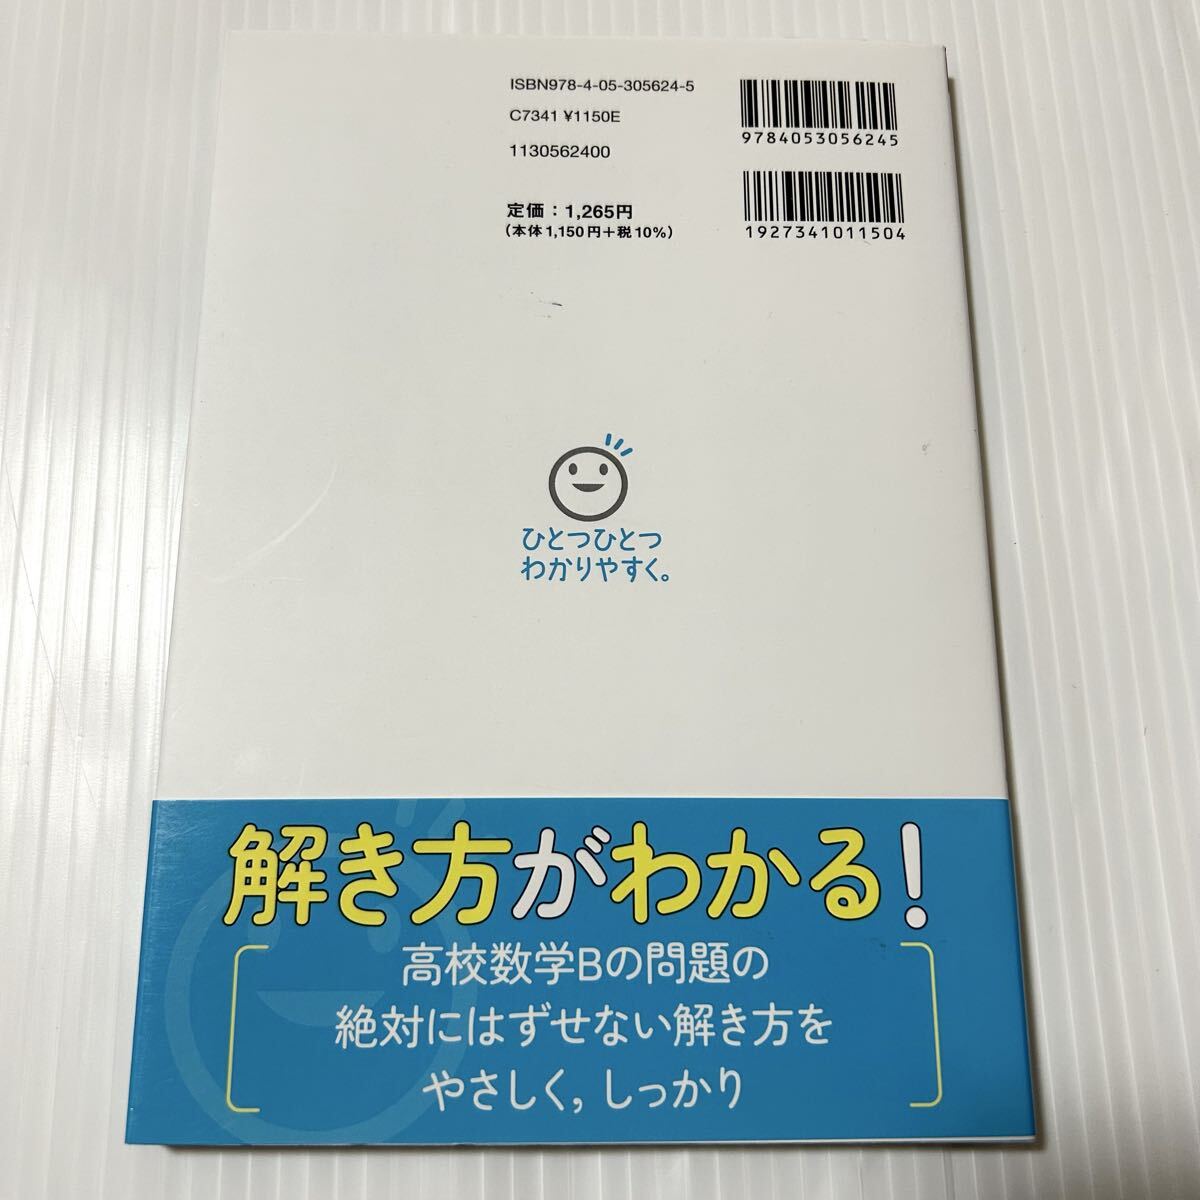 ISBN978-4-05-305624-5
C7341 ¥1150E
1130562400
定価：1,265円
(本体1,150円＋税10%)
9784053056245
1927341011504
ひとつひとつ
わかりやすく。
解き方がわかる！
高校数学Bの問題の
絶対にはずせない解き方を
やさしく，しっかり